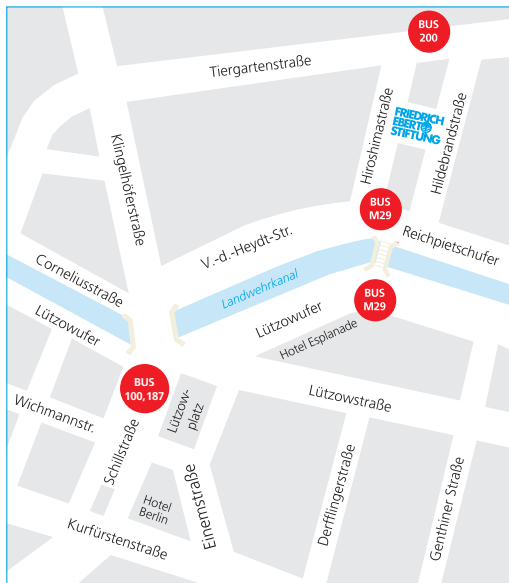 BUS
200
Tiergartenstraße
FRIEDRICH
EBERT
STIFTUNG
Hiroshimastraße
Hildebrandstraße
Klingelhöferstraße
BUS
M29
V.-d.-Heydt-Str.
Reichpietschufer
Corneliusstraße
Landwehrkanal
Lützowufer
Lützowufer
BUS
M29
Hotel Esplanade
BUS
100,187
Lützow-
platz
Lützowstraße
Wichmannstr.
Schillstraße
Einemstraße
Hotel
Berlin
Derfflingerstraße
Genthiner Straße
Kurfürstenstraße